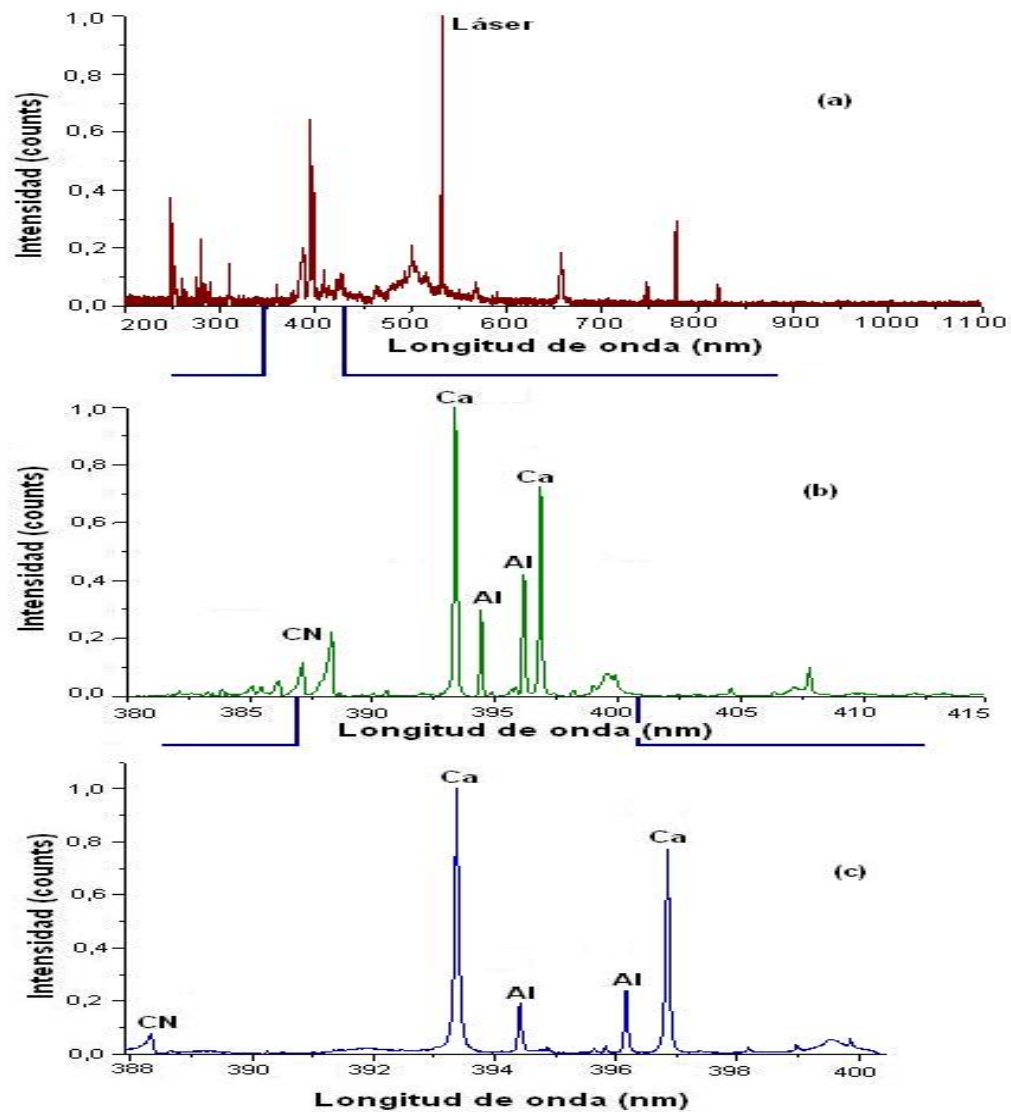 1,0
Láser
0,8
(a)
0,6
0,4
0,2
0,0
Intensidad (counts)
200 300 400 500 600 700 800 900 1000 1100
Longitud de onda (nm)
Ca
1,0
0,8
Ca
(b)
0,6
Al
0,4
Al
CN
0,2
0,0
Intensidad (counts)
380 385 390 395 400 405 410 415
Longitud de onda (nm)
Ca
1,0
Ca
0,8
(c)
0,6
0,4
Al
Al
0,2
CN
0,0
Intensidad (counts)
388 390 392 394 396 398 400
Longitud de onda (nm)